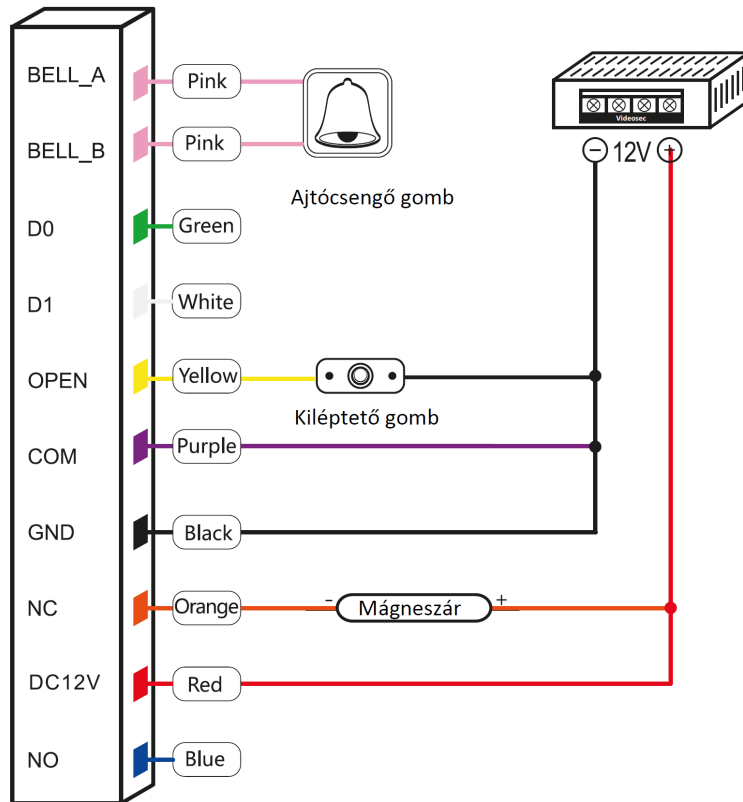 BELL_A Pink
BELL_B Pink
Ajtócsengő gomb
Videosec
− 12V +
D0 Green
D1 White
OPEN Yellow
Kiléptető gomb
COM Purple
GND Black
NC Orange - Mágneszár +
DC12V Red
NO Blue